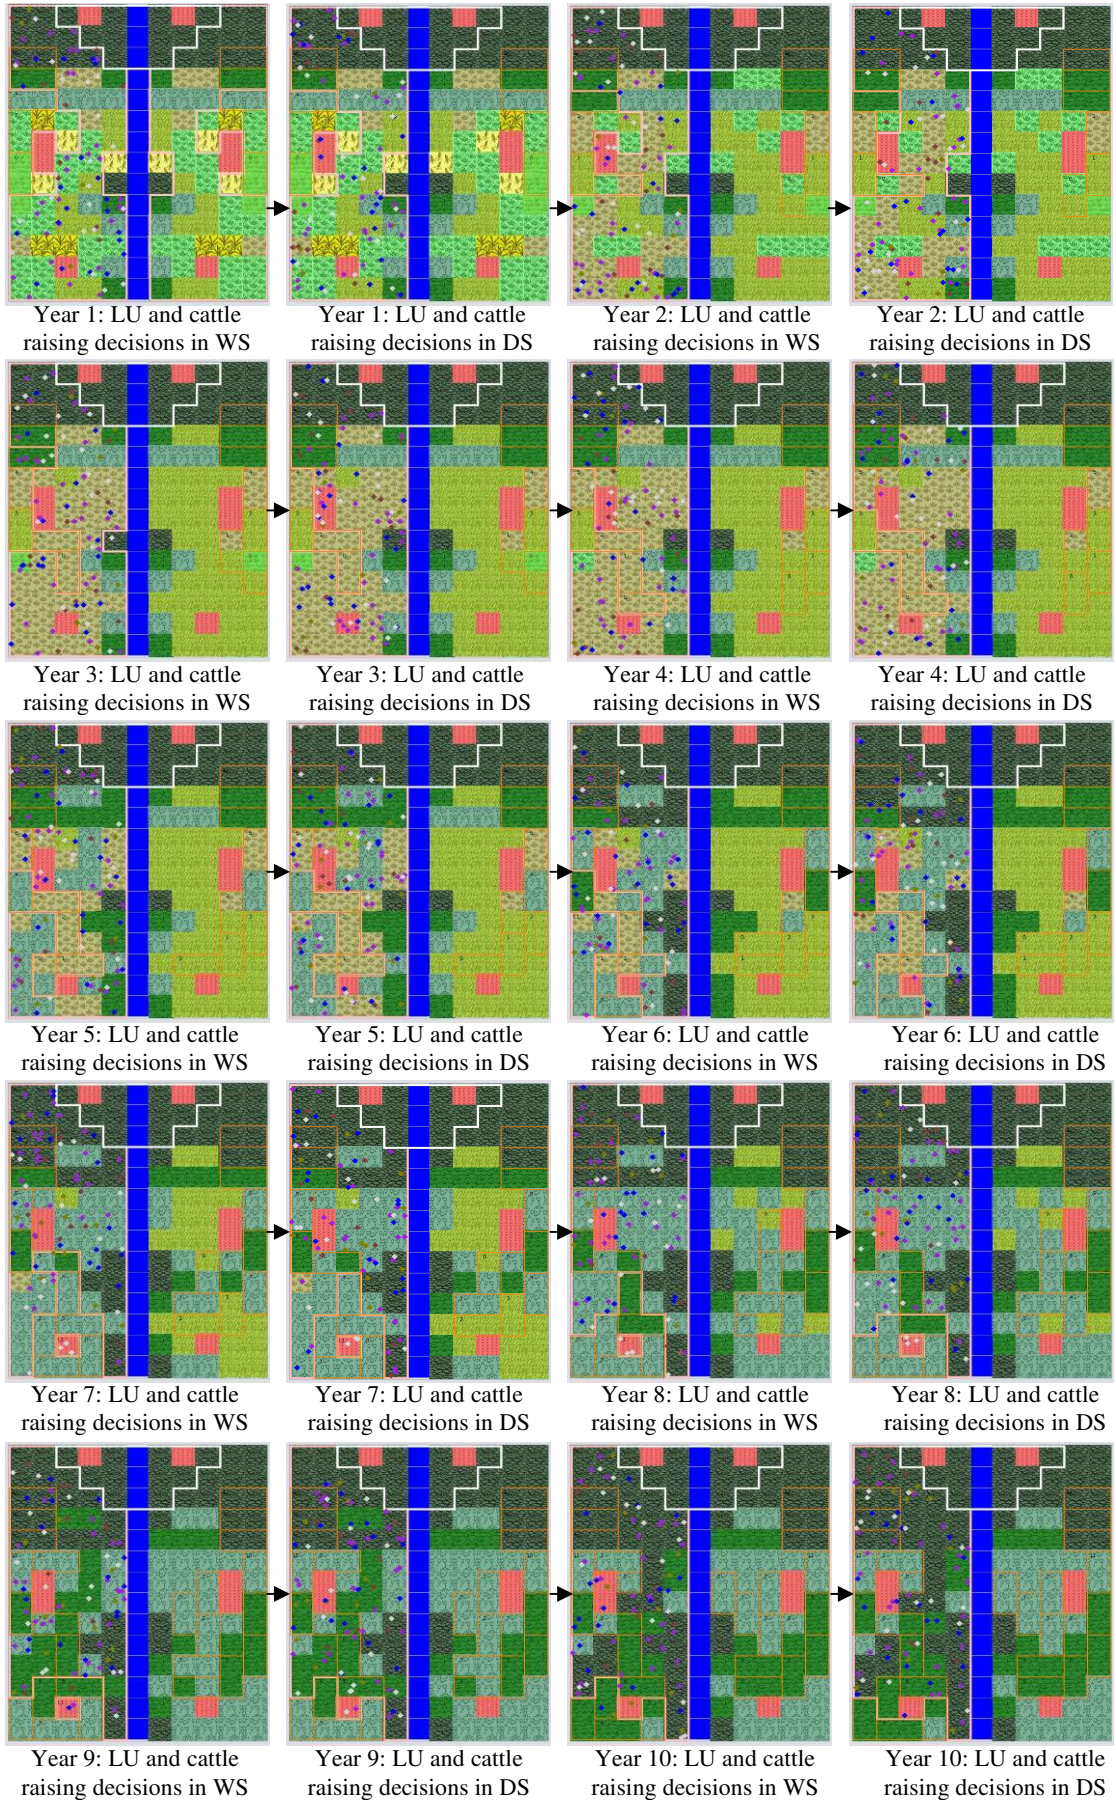 Year 1: LU and cattle
raising decisions in WS
Year 1: LU and cattle
raising decisions in DS
Year 2: LU and cattle
raising decisions in WS
Year 2: LU and cattle
raising decisions in DS
Year 3: LU and cattle
raising decisions in WS
Year 3: LU and cattle
raising decisions in DS
Year 4: LU and cattle
raising decisions in WS
Year 4: LU and cattle
raising decisions in DS
Year 5: LU and cattle
raising decisions in WS
Year 5: LU and cattle
raising decisions in DS
Year 6: LU and cattle
raising decisions in WS
Year 6: LU and cattle
raising decisions in DS
Year 7: LU and cattle
raising decisions in WS
Year 7: LU and cattle
raising decisions in DS
Year 8: LU and cattle
raising decisions in WS
Year 8: LU and cattle
raising decisions in DS
Year 9: LU and cattle
raising decisions in WS
Year 9: LU and cattle
raising decisions in DS
Year 10: LU and cattle
raising decisions in WS
Year 10: LU and cattle
raising decisions in DS